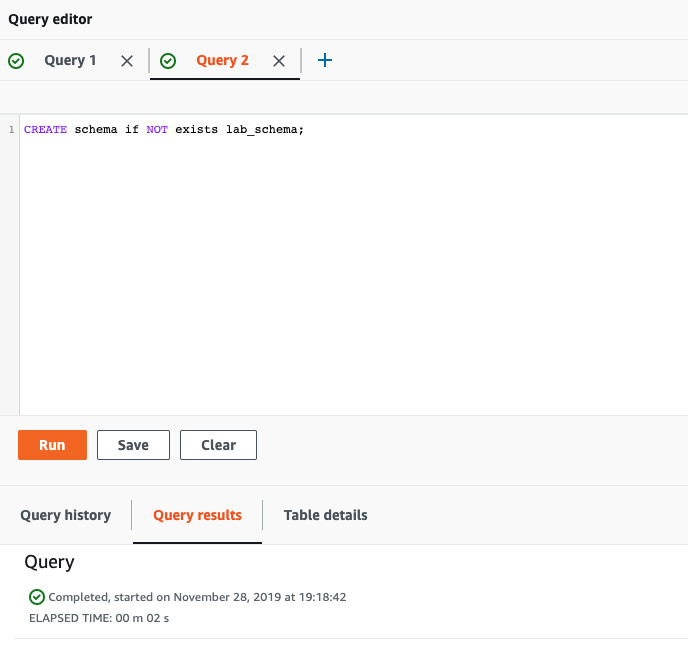 Query editor
Query 1
Query 2
1 CREATE schema if NOT exists lab_schema;
Run Save Clear
Query history Query results Table details
Query
Completed, started on November 28, 2019 at 19:18:42
ELAPSED TIME: 00 m 02 s